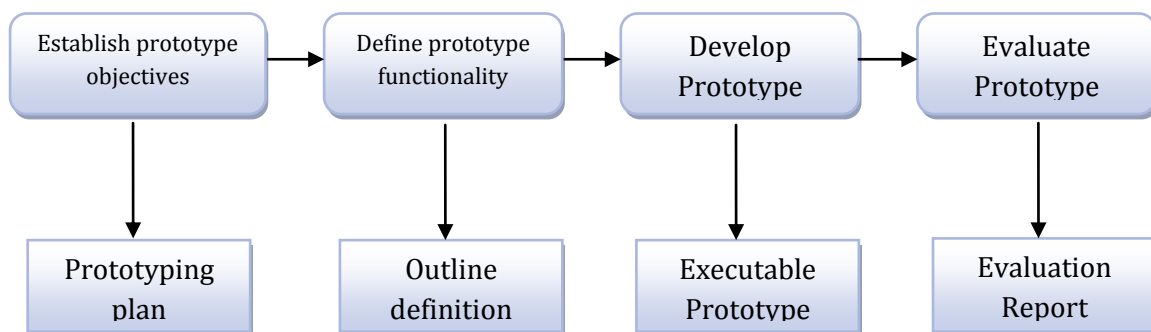 Establish prototype
objectives
Define prototype
functionality
Develop
Prototype
Evaluate
Prototype
Prototyping
plan
Outline
definition
Executable
Prototype
Evaluation
Report